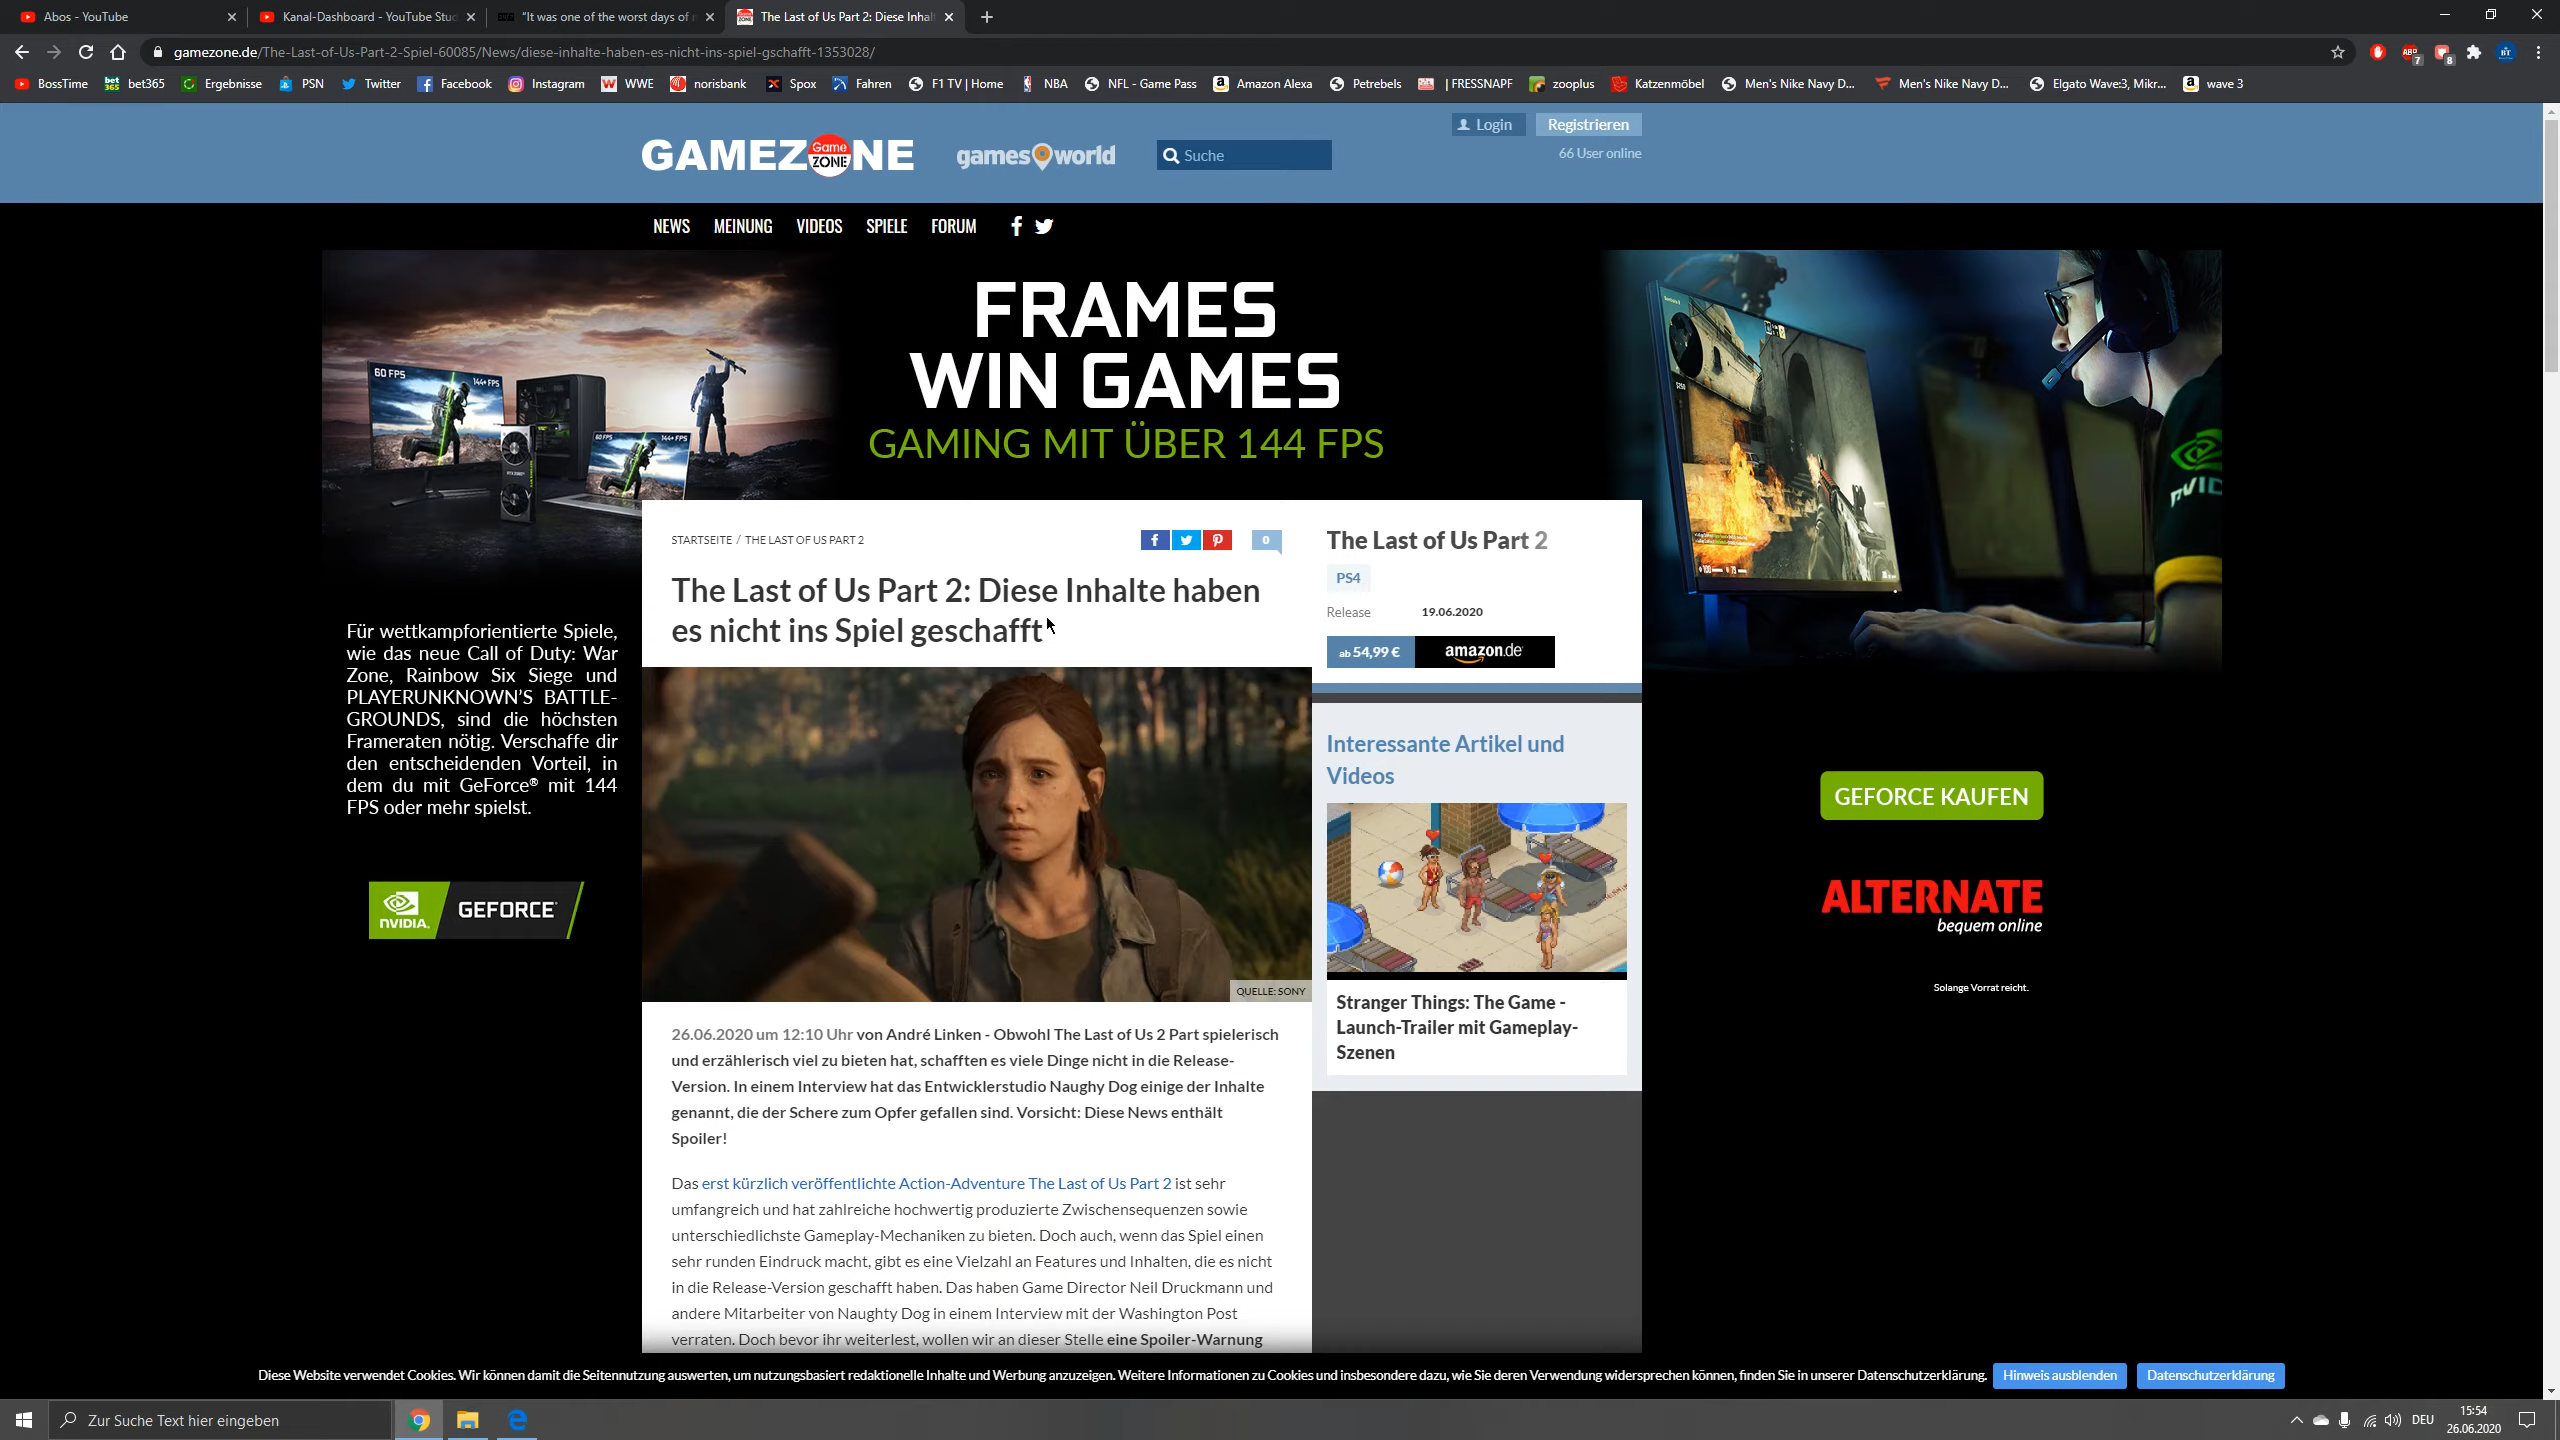 Abos - YouTube
Kanal-Dashboard - YouTube Stud
"It was one of the worst days of
The Last of Us Part 2: Diese Inhal
gamezone.de/The-Last-of-Us-Part-2-Spiel-60085/News/diese-inhalte-haben-es-nicht-ins-spiel-gschafft-1353028/
ABP
7
8
BT
BossTime
bet365
Ergebnisse
PSN
Twitter
Facebook
Instagram
WWE
norisbank
Spox
Fahren
F1 TV | Home
NBA
NFL - Game Pass
Amazon Alexa
Petrebels
| FRESSNAPF
zooplus
Katzenmöbel
Men's Nike Navy D...
Men's Nike Navy D...
Elgato Wave:3, Mikr...
wave 3
GAMEZONE
Game
ZONE
games world
Suche
Login
Registrieren
66 User online
NEWS
MEINUNG
VIDEOS
SPIELE
FORUM
FRAMES
WIN GAMES
GAMING MIT ÜBER 144 FPS
60 FPS
144+ FPS
60 FPS
144+ FPS
Für wettkampforientierte Spiele,
wie das neue Call of Duty: War
Zone, Rainbow Six Siege und
PLAYERUNKNOWN'S BATTLE-
GROUNDS, sind die höchsten
Frameraten nötig. Verschaffe dir
den entscheidenden Vorteil, in
dem du mit GeForce® mit 144
FPS oder mehr spielst.
NVIDIA.
GEFORCE
STARTSEITE / THE LAST OF US PART 2
0
The Last of Us Part 2: Diese Inhalte haben
es nicht ins Spiel geschafft
QUELLE: SONY
26.06.2020 um 12:10 Uhr von André Linken - Obwohl The Last of Us 2 Part spielerisch
und erzählerisch viel zu bieten hat, schafften es viele Dinge nicht in die Release-
Version. In einem Interview hat das Entwicklerstudio Naughy Dog einige der Inhalte
genannt, die der Schere zum Opfer gefallen sind. Vorsicht: Diese News enthält
Spoiler!
Das erst kürzlich veröffentlichte Action-Adventure The Last of Us Part 2 ist sehr
umfangreich und hat zahlreiche hochwertig produzierte Zwischensequenzen sowie
unterschiedlichste Gameplay-Mechaniken zu bieten. Doch auch, wenn das Spiel einen
sehr runden Eindruck macht, gibt es eine Vielzahl an Features und Inhalten, die es nicht
in die Release-Version geschafft haben. Das haben Game Director Neil Druckmann und
andere Mitarbeiter von Naughty Dog in einem Interview mit der Washington Post
verraten. Doch bevor ihr weiterlest, wollen wir an dieser Stelle eine Spoiler-Warnung
The Last of Us Part 2
PS4
Release
19.06.2020
ab 54,99 €
amazon.de
Interessante Artikel und
Videos
Stranger Things: The Game -
Launch-Trailer mit Gameplay-
Szenen
GEFORCE KAUFEN
ALTERNATE
bequem online
Solange Vorrat reicht.
Diese Website verwendet Cookies. Wir können damit die Seitennutzung auswerten, um nutzungsbasiert redaktionelle Inhalte und Werbung anzuzeigen. Weitere Informationen zu Cookies und insbesondere dazu, wie Sie deren Verwendung widersprechen können, finden Sie in unserer Datenschutzerklärung.
Hinweis ausblenden
Datenschutzerklärung
Zur Suche Text hier eingeben
DEU
15:54
26.06.2020